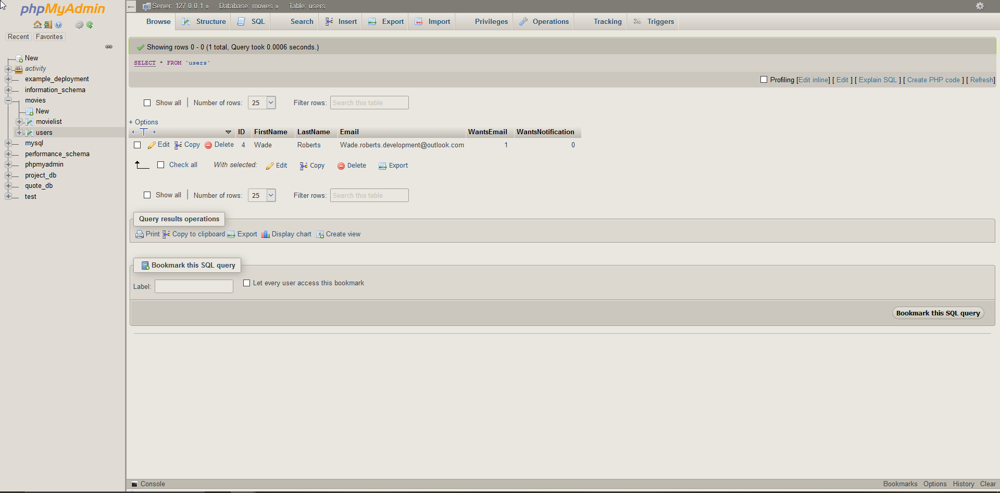 phpMyAdmin
Recent Favorites
New
activity
example_deployment
information_schema
movies
New
movielist
users
mysql
performance_schema
phpmyadmin
project_db
quote_db
test
Server: 127.0.0.1 » Database: movies » Table: users
Browse Structure SQL Search Insert Export Import Privileges Operations Tracking Triggers
Showing rows 0 - 0 (1 total, Query took 0.0006 seconds.)
SELECT * FROM `users`
Profiling [Edit inline] [ Edit ] [ Explain SQL ] [ Create PHP code ] [ Refresh]
Show all | Number of rows: 25 Filter rows: Search this table
+ Options
←T→ ID FirstName LastName Email WantsEmail WantsNotification
Edit Copy Delete 4 Wade Roberts Wade.roberts.development@outlook.com 1 0
Check all With selected: Edit Copy Delete Export
Show all | Number of rows: 25 Filter rows: Search this table
Query results operations
Print Copy to clipboard Export Display chart Create view
Bookmark this SQL query
Label: Let every user access this bookmark
Bookmark this SQL query
Console Bookmarks Options History Clear